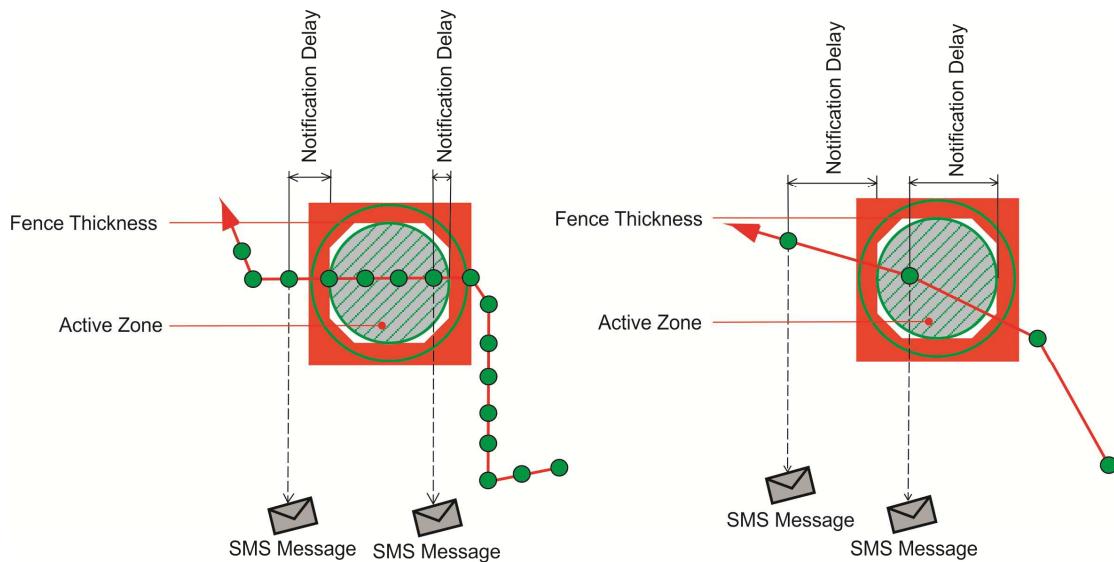 Notification Delay
Notification Delay
Fence Thickness
Active Zone
SMS Message
SMS Message
Notification Delay
Notification Delay
Fence Thickness
Active Zone
SMS Message
SMS Message